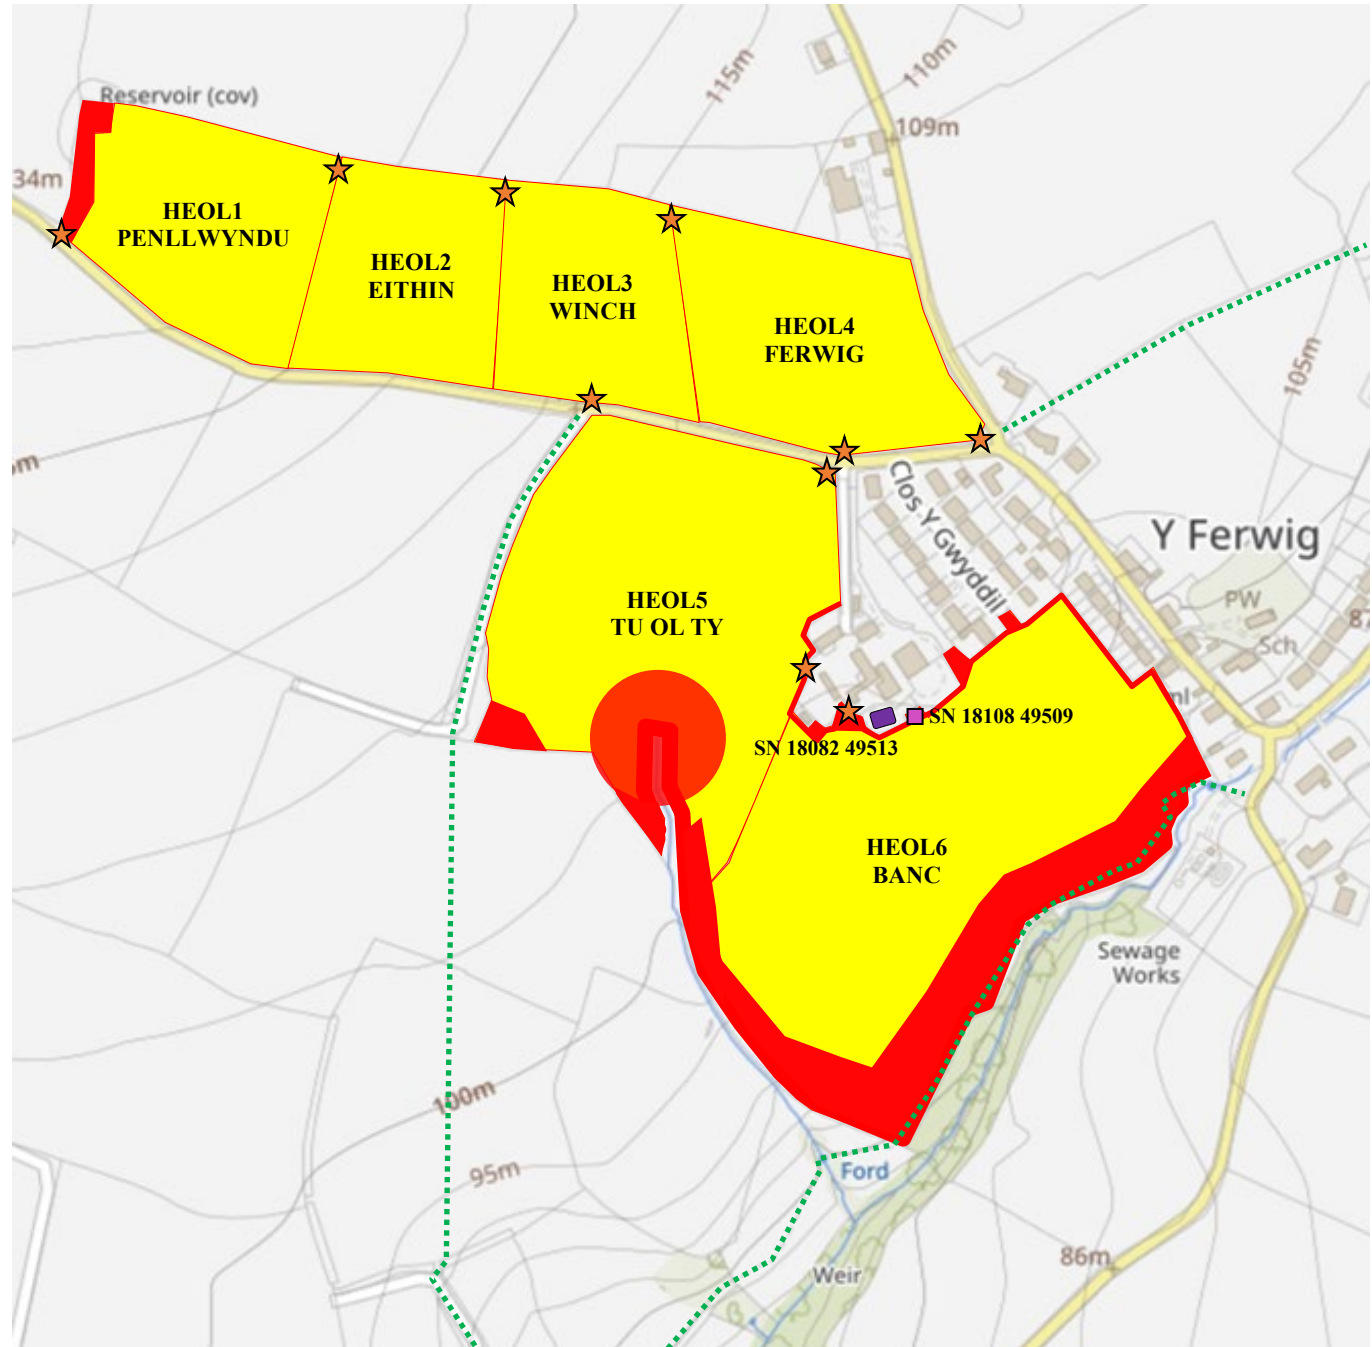 Reservoir (cov)
115m
110m
109m
34m
HEOL1
PENLLWYNDU
HEOL2
EITHIN
HEOL3
WINCH
HEOL4
FERWIG
105m
Clos Y Gwyddil
Y Ferwig
PW
Sch
HEOL5
TU OL TY
SN 18108 49509
SN 18082 49513
HEOL6
BANC
Sewage
Works
100m
95m
Ford
86m
Weir